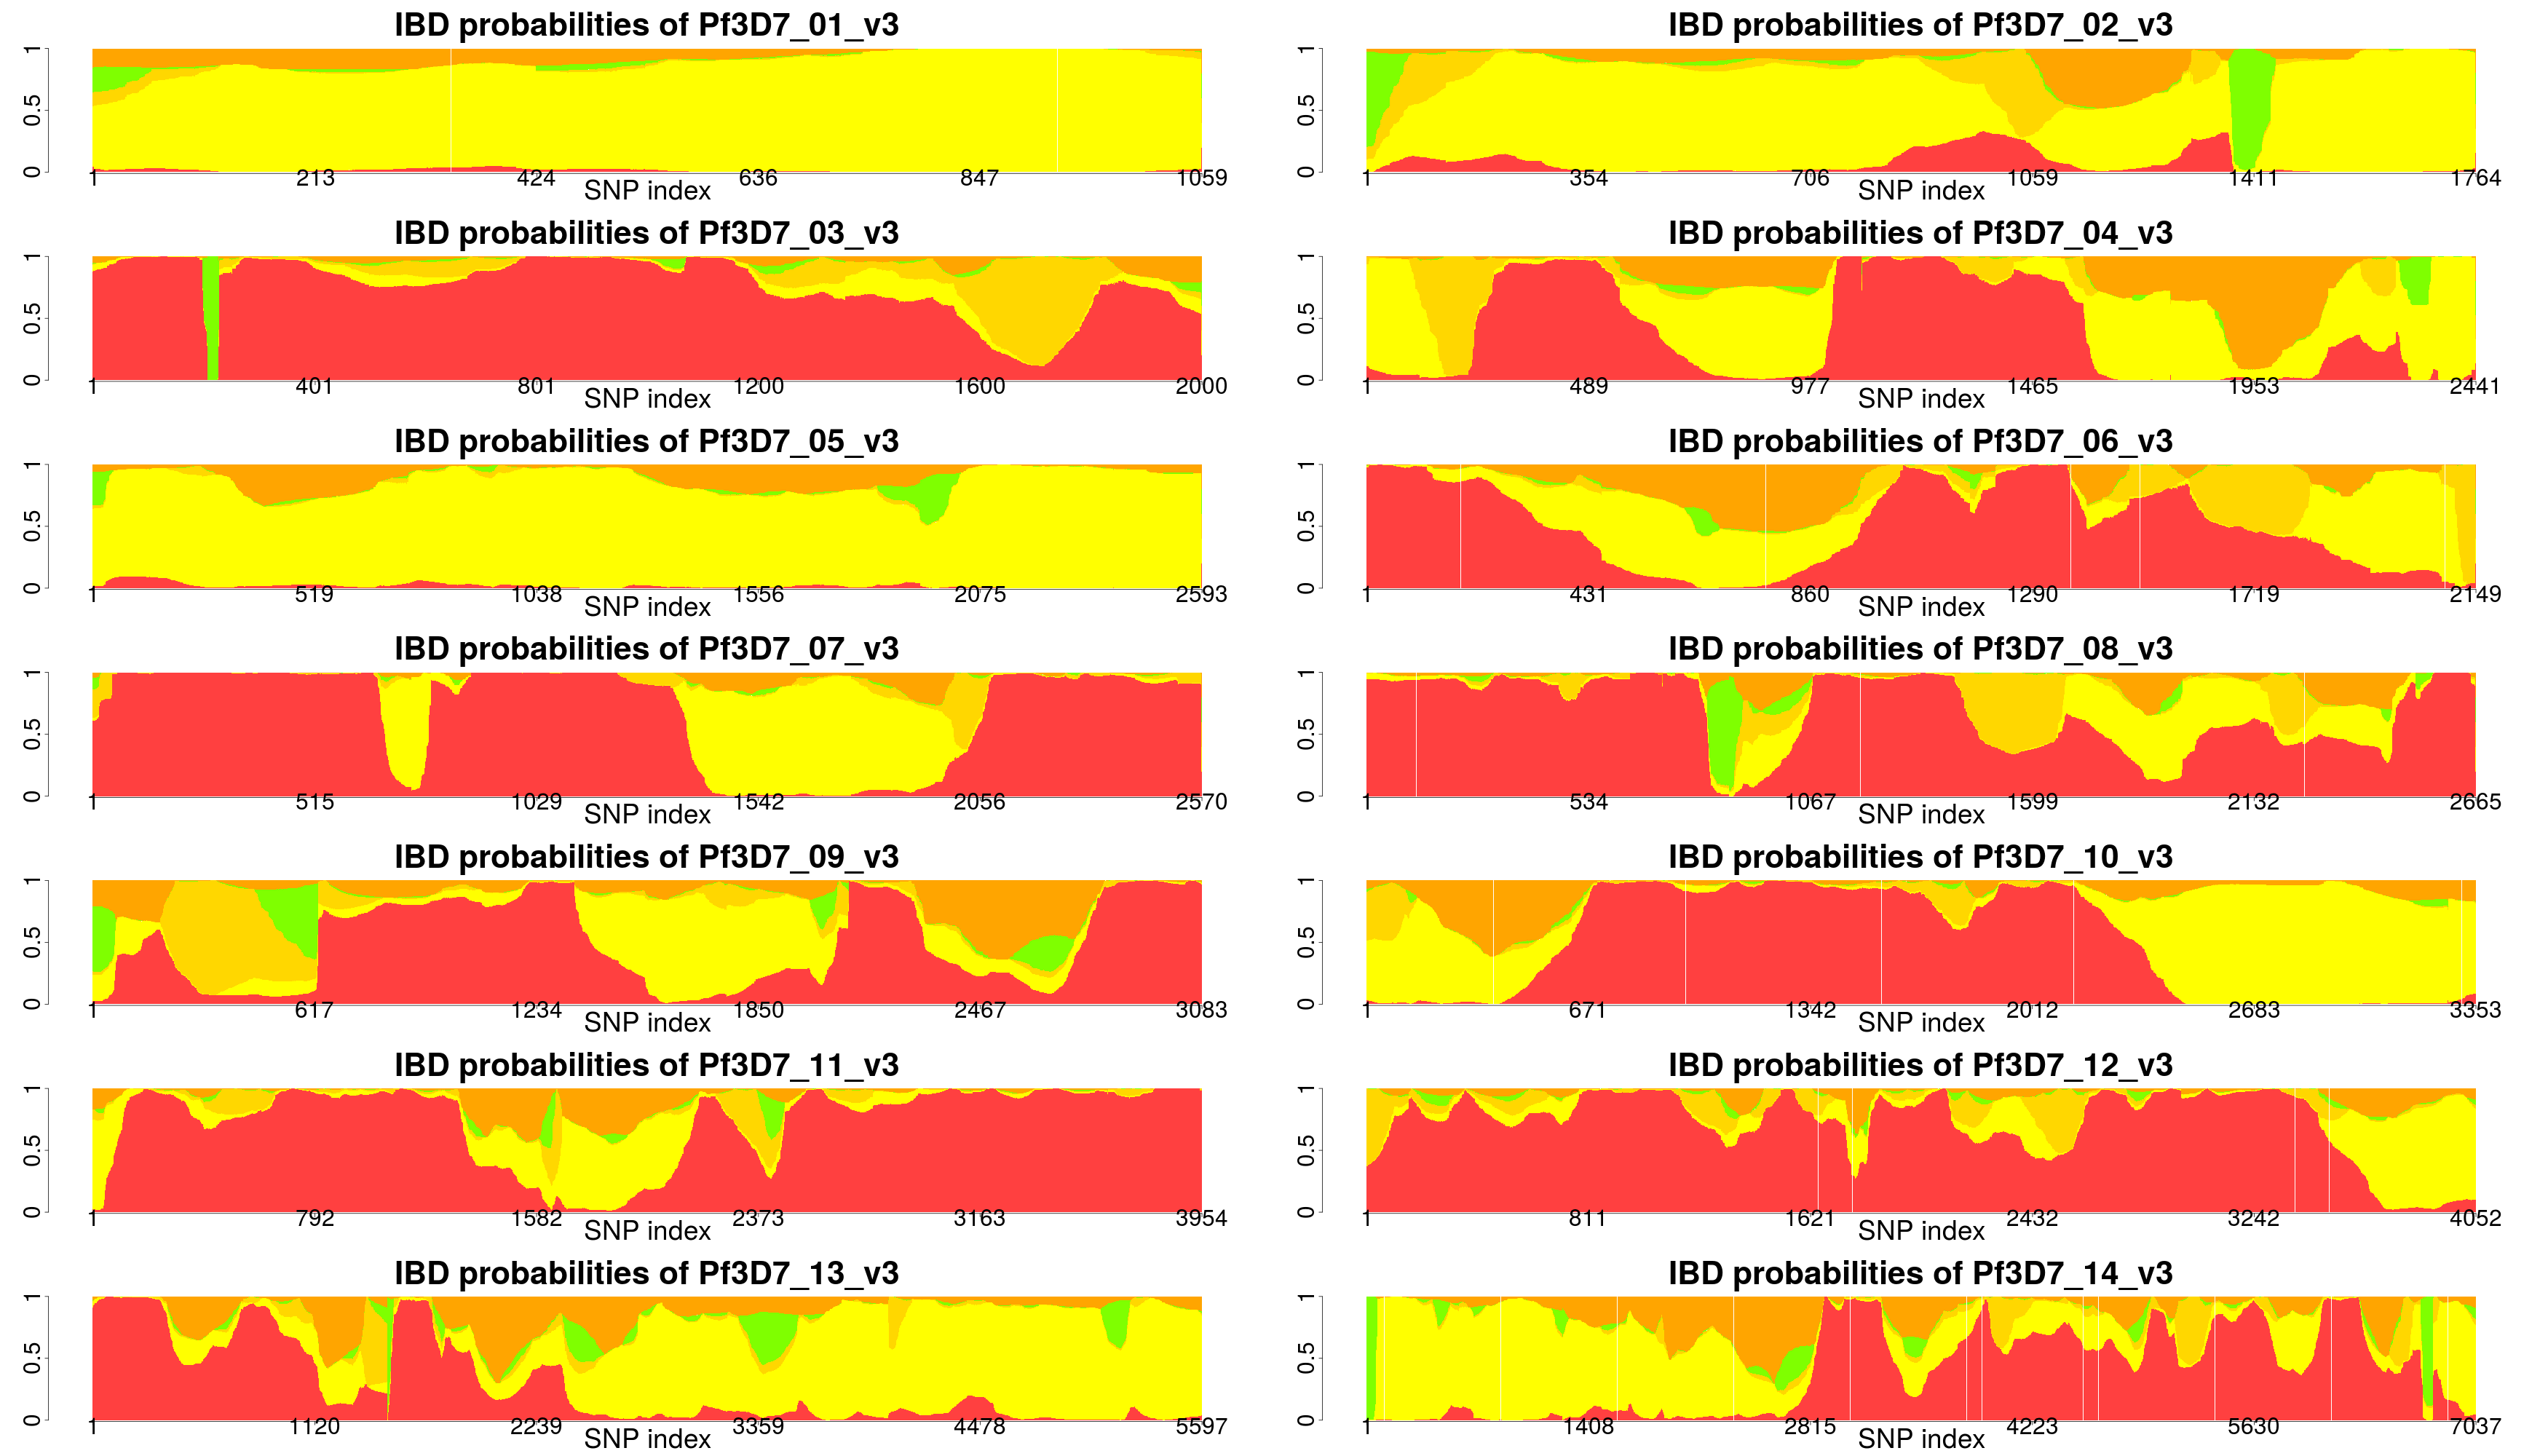 IBD probabilities of Pf3D7_01_v3
1
0.5
0
1 213 424 636 847 1059
SNP index
IBD probabilities of Pf3D7_02_v3
1
0.5
0
1 354 706 1059 1411 1764
SNP index
IBD probabilities of Pf3D7_03_v3
1
0.5
0
1 401 801 1200 1600 2000
SNP index
IBD probabilities of Pf3D7_04_v3
1
0.5
0
1 489 977 1465 1953 2441
SNP index
IBD probabilities of Pf3D7_05_v3
1
0.5
0
1 519 1038 1556 2075 2593
SNP index
IBD probabilities of Pf3D7_06_v3
1
0.5
0
1 431 860 1290 1719 2149
SNP index
IBD probabilities of Pf3D7_07_v3
1
0.5
0
1 515 1029 1542 2056 2570
SNP index
IBD probabilities of Pf3D7_08_v3
1
0.5
0
1 534 1067 1599 2132 2665
SNP index
IBD probabilities of Pf3D7_09_v3
1
0.5
0
1 617 1234 1850 2467 3083
SNP index
IBD probabilities of Pf3D7_10_v3
1
0.5
0
1 671 1342 2012 2683 3353
SNP index
IBD probabilities of Pf3D7_11_v3
1
0.5
0
1 792 1582 2373 3163 3954
SNP index
IBD probabilities of Pf3D7_12_v3
1
0.5
0
1 811 1621 2432 3242 4052
SNP index
IBD probabilities of Pf3D7_13_v3
1
0.5
0
1 1120 2239 3359 4478 5597
SNP index
IBD probabilities of Pf3D7_14_v3
1
0.5
0
1 1408 2815 4223 5630 7037
SNP index